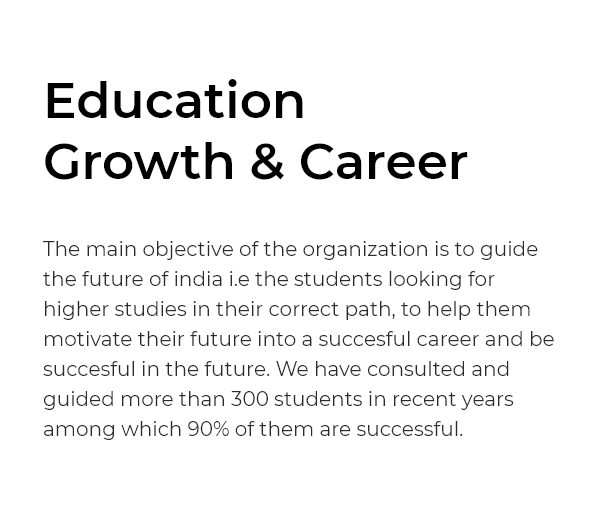 Education
Growth & Career
The main objective of the organization is to guide
the future of india i.e the students looking for
higher studies in their correct path, to help them
motivate their future into a succesful career and be
succesful in the future. We have consulted and
guided more than 300 students in recent years
among which 90% of them are successful.